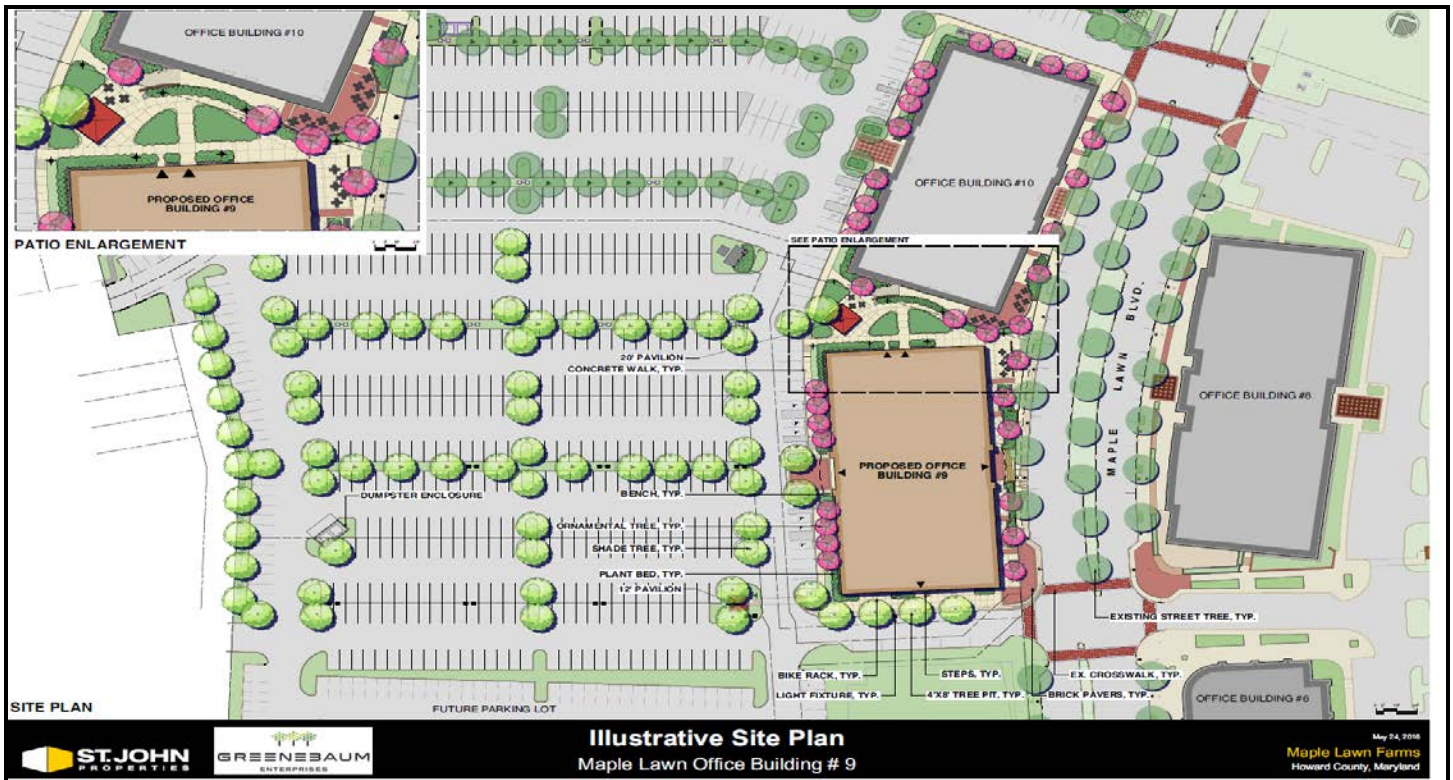 OFFICE BUILDING #10
PROPOSED OFFICE
BUILDING #9
PATIO ENLARGEMENT
OFFICE BUILDING #10
SEE PATIO ENLARGEMENT
MAPLE LAWN BLVD.
OFFICE BUILDING #8
20' PAVILION
CONCRETE WALK, TYP.
PROPOSED OFFICE
BUILDING #9
DUMPSTER ENCLOSURE
BENCH, TYP.
ORNAMENTAL TREE, TYP.
SHADE TREE, TYP.
PLANT BED, TYP.
12' PAVILION
EXISTING STREET TREE, TYP.
BIKE RACK, TYP.
STEPS, TYP.
EX. CROSSWALK, TYP.
LIGHT FIXTURE, TYP.
4'X8' TREE PIT, TYP.
BRICK PAVERS, TYP.
OFFICE BUILDING #6
SITE PLAN
FUTURE PARKING LOT
ST. JOHN
PROPERTIES
GREENEBAUM
ENTERPRISES
Illustrative Site Plan
Maple Lawn Office Building # 9
May 24, 2016
Maple Lawn Farms
Howard County, Maryland